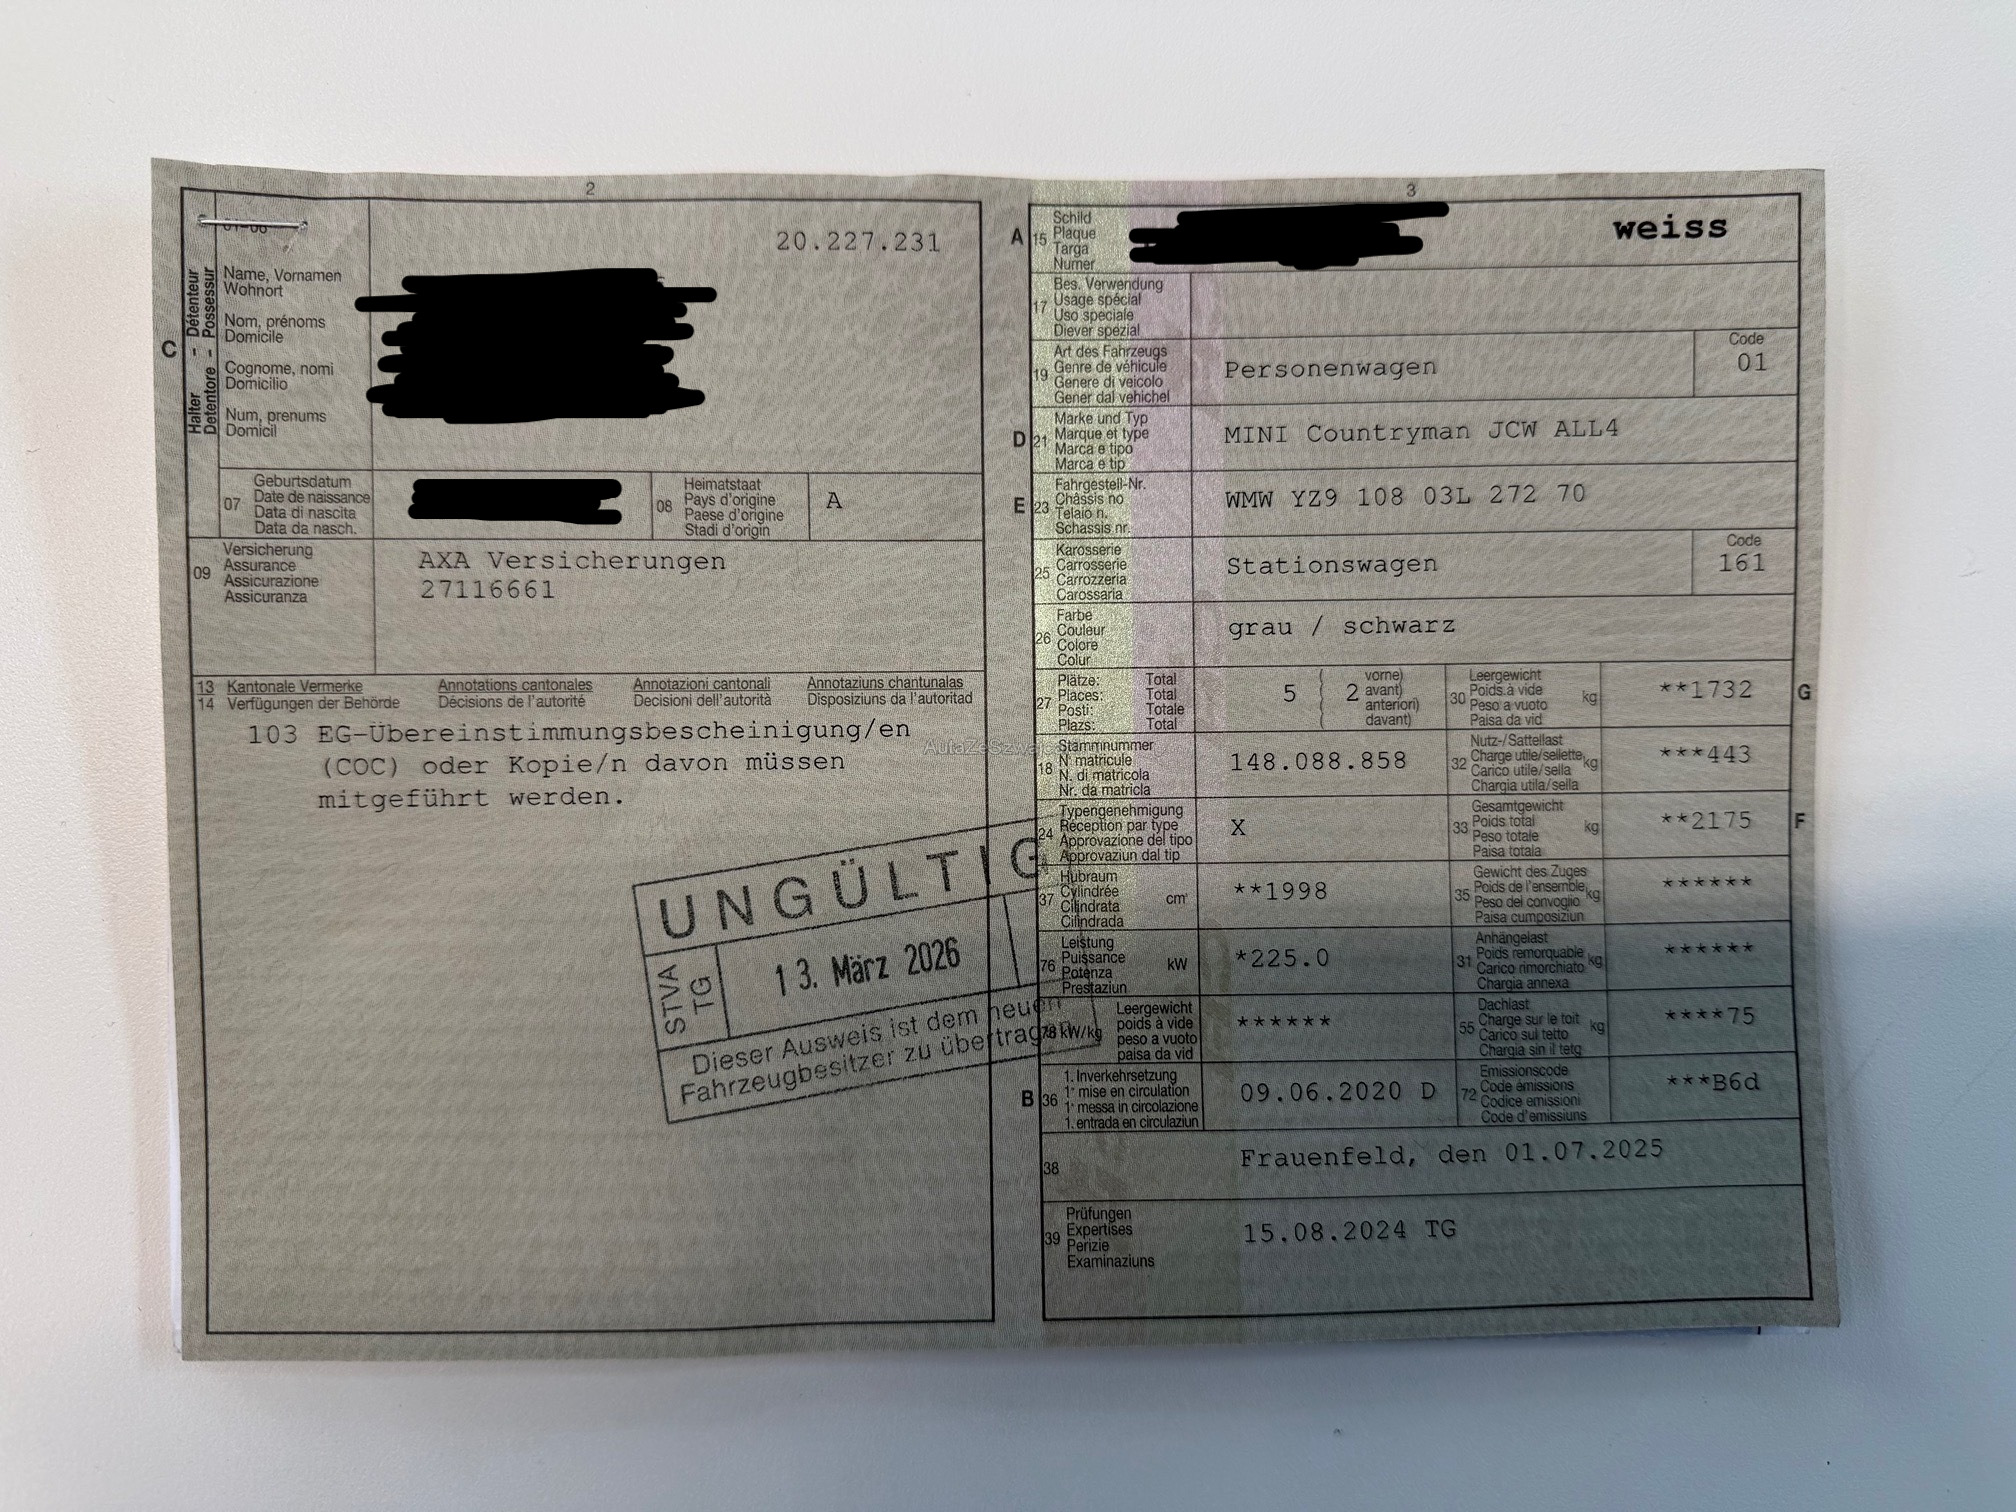 2
20.227.231
C
Halter - Détenteur
Detentore - Possessur
Name, Vornamen
Wohnort
Nom, prénoms
Domicile
Cognome, nomi
Domicilio
Num, prenums
Domicil
07
Geburtsdatum
Date de naissance
Data di nascita
Data da nasch.
08
Heimatstaat
Pays d'origine
Paese d'origine
Stadi d'origin
A
09
Versicherung
Assurance
Assicurazione
Assicuranza
AXA Versicherungen
27116661
13 Kantonale Vermerke Annotations cantonales Annotazioni cantonali Annotaziuns chantunalas
14 Verfügungen der Behörde Décisions de l'autorité Decisioni dell'autorità Disposiziuns da l'autoritad
103 EG-Übereinstimmungsbescheinigung/en
(COC) oder Kopie/n davon müssen
mitgeführt werden.
UNGÜLTIG
STVA
TG
13. März 2026
Dieser Ausweis ist dem neuen
Fahrzeugbesitzer zu übertragen
3
A
15
Schild
Plaque
Targa
Numer
weiss
17
Bes. Verwendung
Usage spécial
Uso speciale
Diever spezial
19
Art des Fahrzeugs
Genre de véhicule
Genere di veicolo
Gener dal vehichel
Personenwagen
Code
01
D
21
Marke und Typ
Marque et type
Marca e tipo
Marca e tip
MINI Countryman JCW ALL4
E
23
Fahrgestell-Nr.
Châssis no
Telaio n.
Schassis nr.
WMW YZ9 108 03L 272 70
25
Karosserie
Carrosserie
Carrozzeria
Carossaria
Stationswagen
Code
161
26
Farbe
Couleur
Colore
Colur
grau / schwarz
27
Plätze: Total
Places: Total
Posti: Totale
Plazs: Total
5 ( 2 vorne)
avant)
anteriori)
davant)
30
Leergewicht
Poids à vide
Peso a vuoto
Paisa da vid
kg
**1732
G
18
Stammnummer
N° matricule
N. di matricola
Nr. da matricla
148.088.858
32
Nutz-/Sattellast
Charge utile/sellette
Carico utile/sella
Chargia utila/sella
kg
***443
24
Typengenehmigung
Réception par type
Approvazione del tipo
Approvaziun dal tip
X
33
Gesamtgewicht
Poids total
Peso totale
Paisa totala
kg
**2175
F
37
Hubraum
Cylindrée
Cilindrata
Cilindrada
cm³
**1998
35
Gewicht des Zuges
Poids de l'ensemble
Peso del convoglio
Paisa cumposiziun
kg
******
76
Leistung
Puissance
Potenza
Prestaziun
kW
*225.0
31
Anhängelast
Poids remorquable
Carico rimorchiato
Chargia annexa
kg
******
78 kW/kg
Leergewicht
poids à vide
peso a vuoto
paisa da vid
******
55
Dachlast
Charge sur le toit
Carico sul tetto
Chargia sin il tetg
kg
****75
B
36
1. Inverkehrsetzung
1re mise en circulation
1a messa in circolazione
1. entrada en circulaziun
09.06.2020 D
72
Emissionscode
Code émissions
Codice emissioni
Code d'emissiuns
***B6d
38
Frauenfeld, den 01.07.2025
39
Prüfungen
Expertises
Perizie
Examinaziuns
15.08.2024 TG